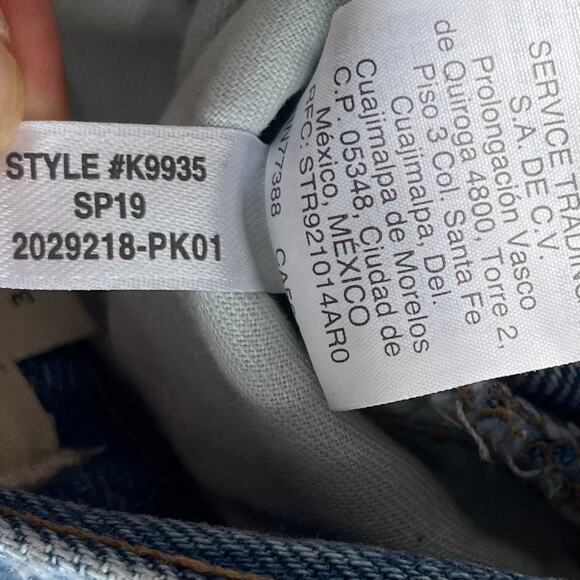 STYLE #K9935
SP19
2029218-PK01
SERVICE
S.A. DE C.V.
Prolongación Vasco
de Quiroga 4800, Torre 2,
Piso 3 Col. Santa Fe
Cuajimalpa, Del.
Cuajimalpa de Morelos
C.P. 05348, Ciudad de
México, MÉXICO
RFC: STR921014AR0
77388